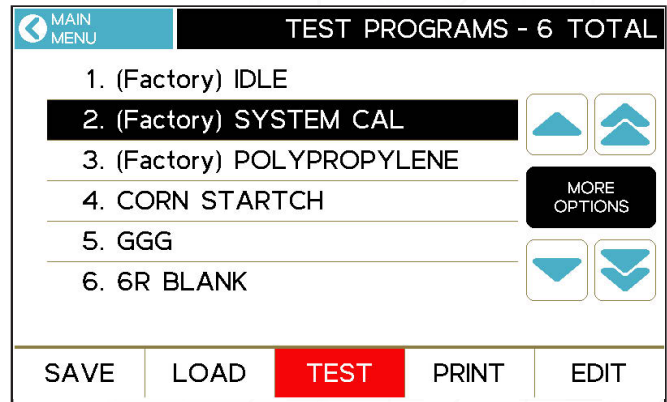 MAIN
MENU
TEST PROGRAMS - 6 TOTAL
1. (Factory) IDLE
2. (Factory) SYSTEM CAL
3. (Factory) POLYPROPYLENE
4. CORN STARTCH
5. GGG
6. 6R BLANK
MORE
OPTIONS
SAVE LOAD TEST PRINT EDIT